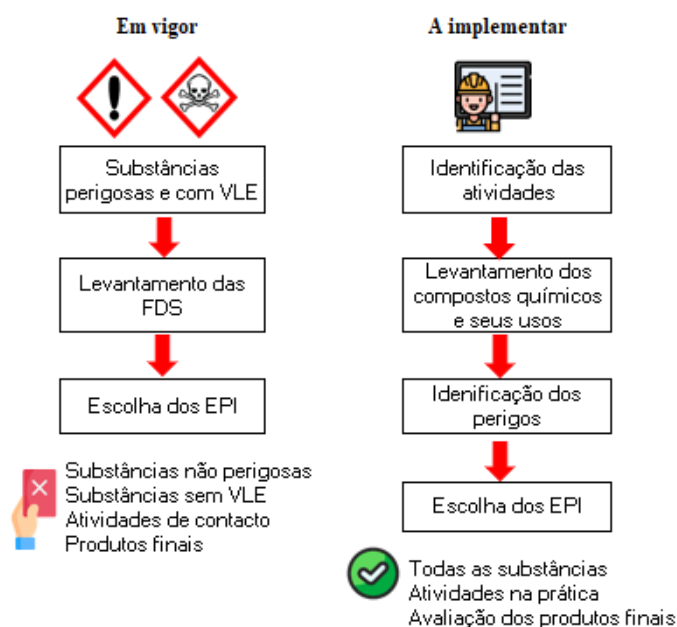 Em vigor
Substâncias
perigosas e com VLE
Levantamento das
FDS
Escolha dos EPI
Substâncias não perigosas
Substâncias sem VLE
Atividades de contacto
Produtos finais
A implementar
Identificação das
atividades
Levantamento dos
compostos químicos
e seus usos
Idenificação dos
perigos
Escolha dos EPI
Todas as substâncias
Atividades na prática
Avaliação dos produtos finais